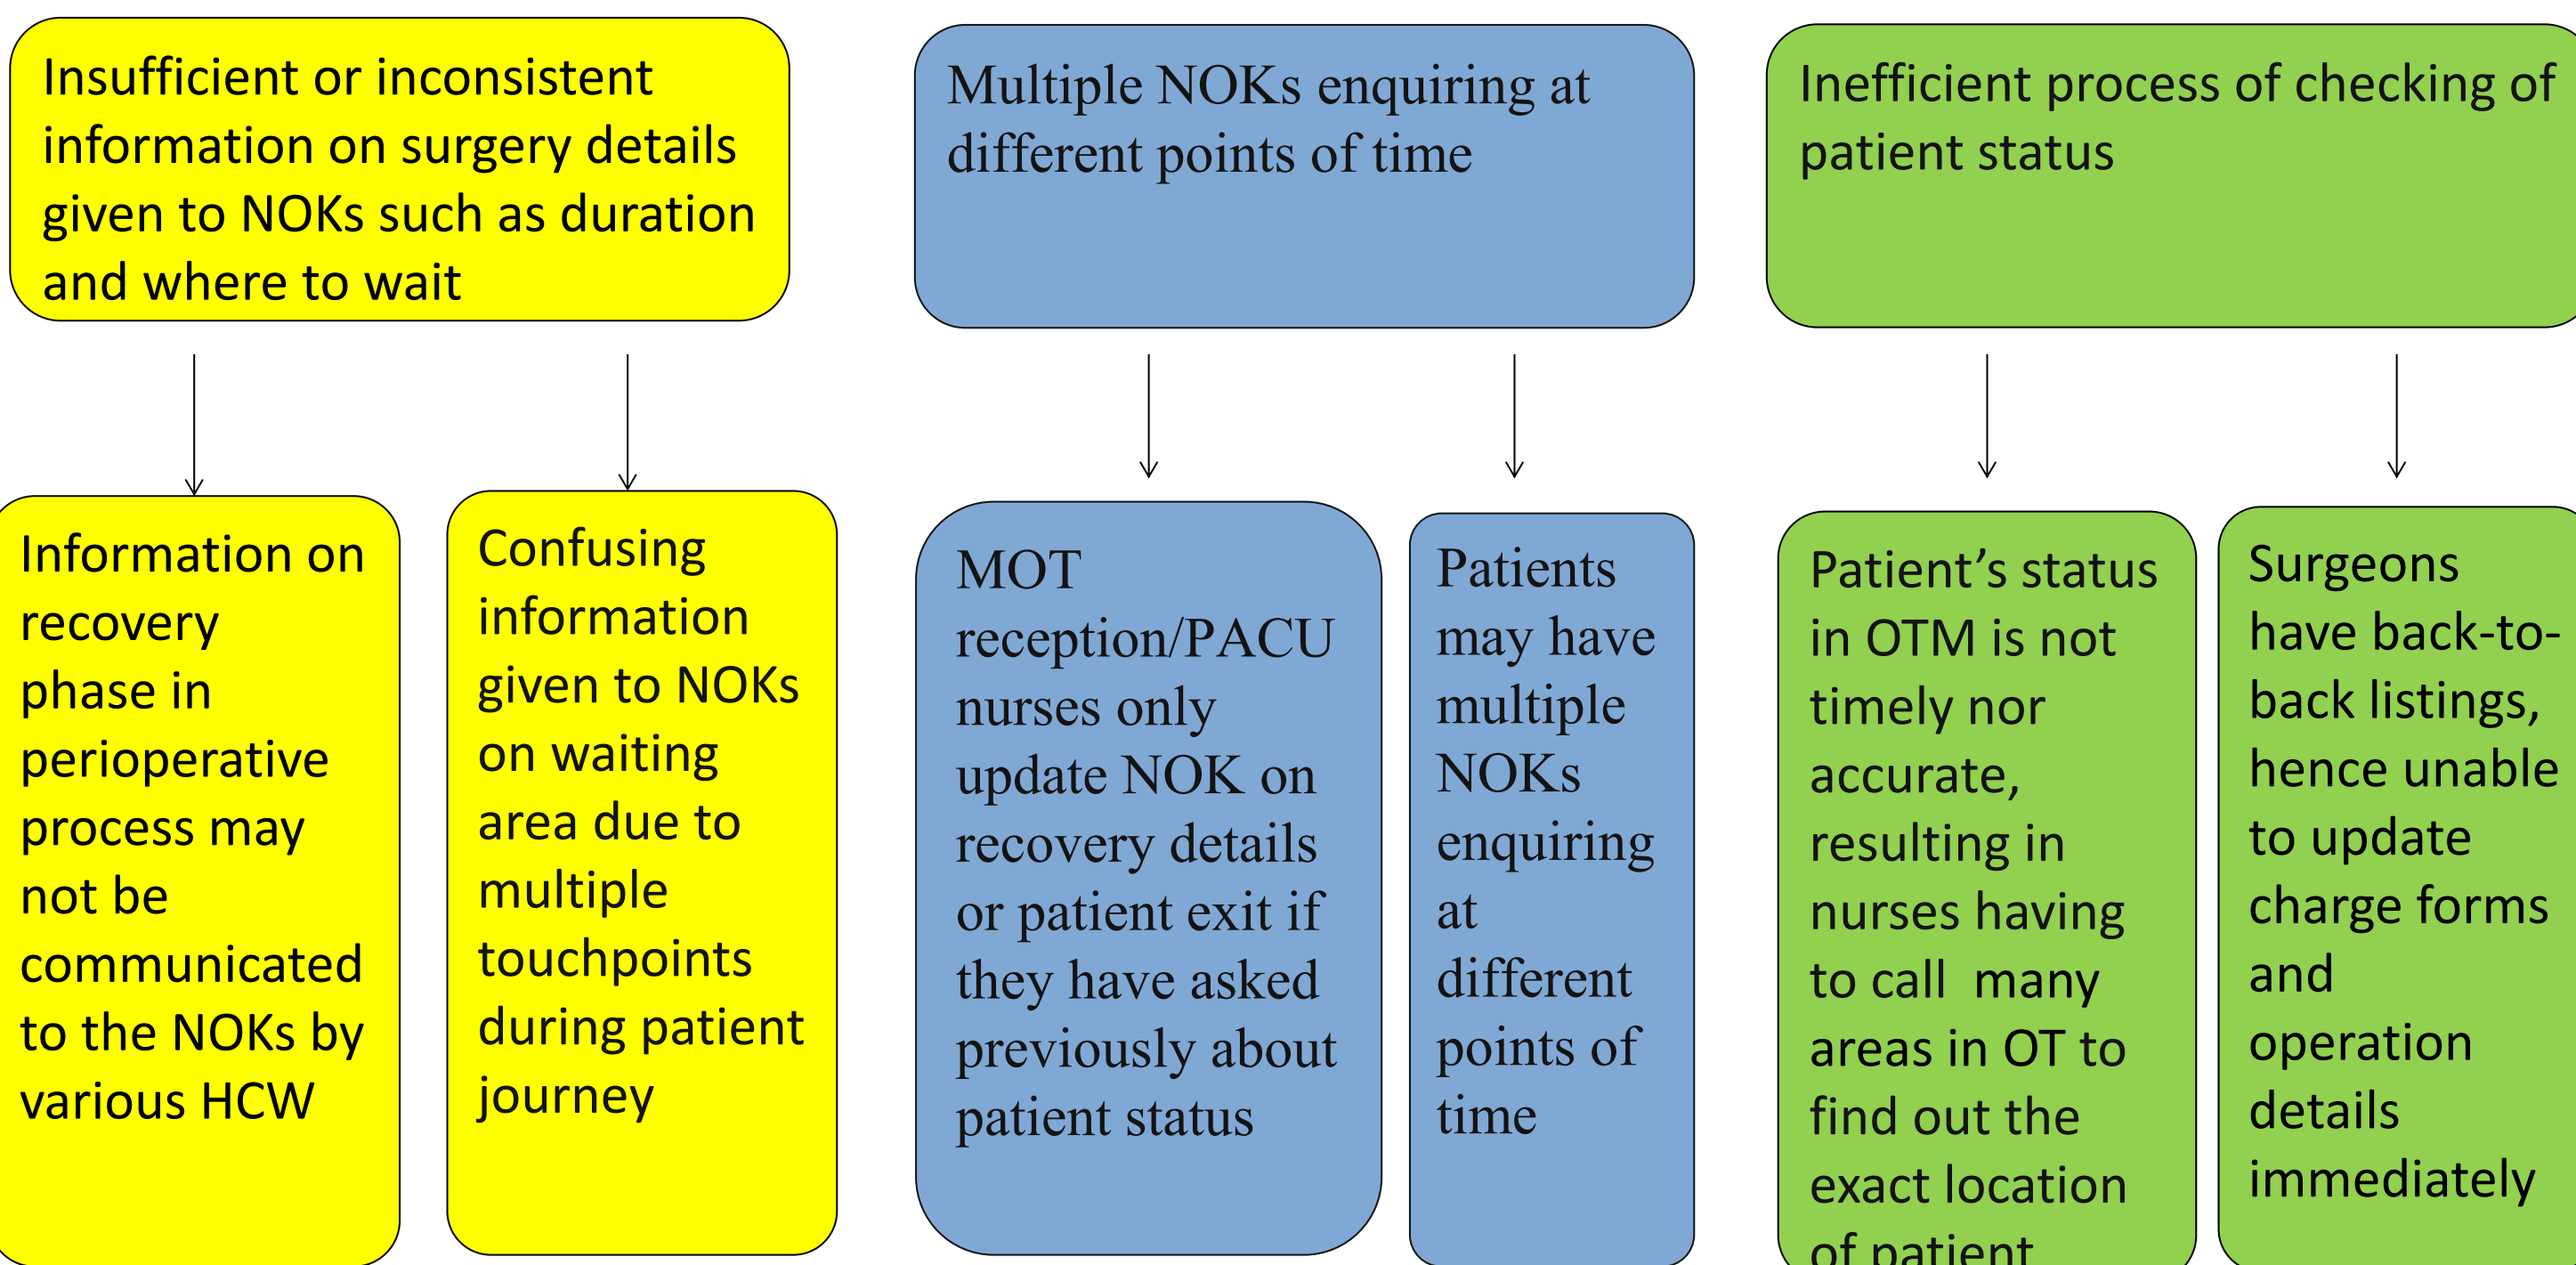 Insufficient or inconsistent
information on surgery details
given to NOKs such as duration
and where to wait
Multiple NOKs enquiring at
different points of time
Inefficient process of checking of
patient status
Information on
recovery
phase in
perioperative
process may
not be
communicated
to the NOKs by
various HCW
Confusing
information
given to NOKs
on waiting
area due to
multiple
touchpoints
during patient
journey
MOT
reception/PACU
nurses only
update NOK on
recovery details
or patient exit if
they have asked
previously about
patient status
Patients
may have
multiple
NOKs
enquiring
at
different
points of
time
Patient’s status
in OTM is not
timely nor
accurate,
resulting in
nurses having
to call  many
areas in OT to
find out the
exact location
of patient
Surgeons
have back-to-
back listings,
hence unable
to update
charge forms
and
operation
details
immediately